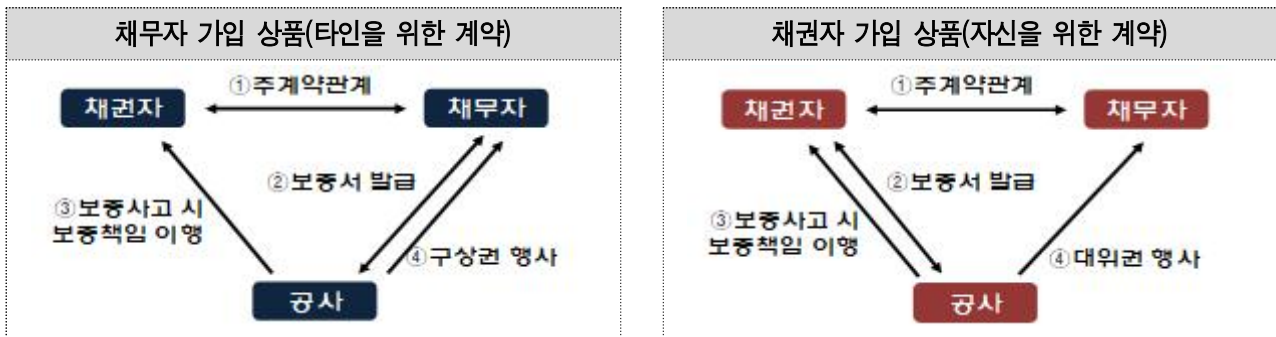 채무자 가입 상품(타인을 위한 계약)
①주계약관계
채권자
채무자
②보증서 발급
③보증사고 시
보증책임 이행
④구상권 행사
공사
채권자 가입 상품(자신을 위한 계약)
①주계약관계
채권자
채무자
②보증서 발급
③보증사고 시
보증책임 이행
④대위권 행사
공사